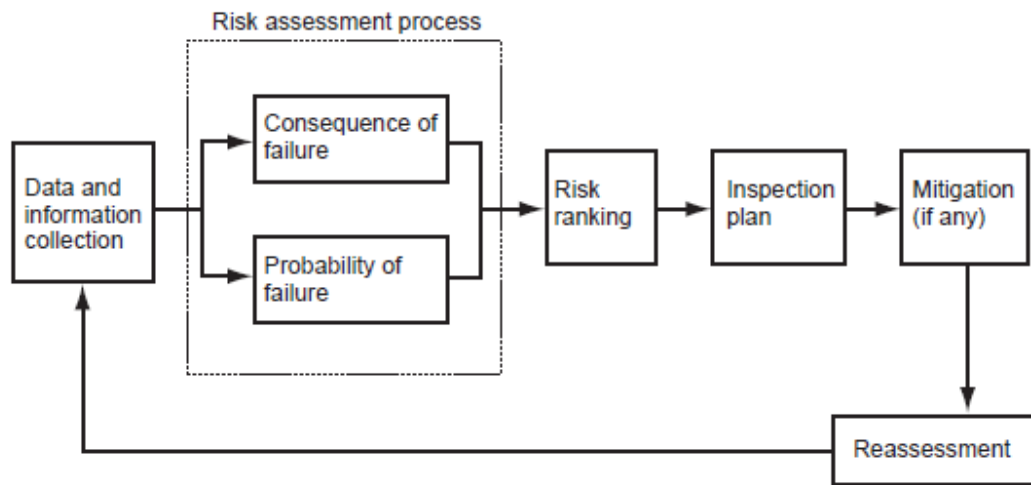 Risk assessment process
Consequence of
failure
Data and
information
collection
Probability of
failure
Risk
ranking
Inspection
plan
Mitigation
(if any)
Reassessment